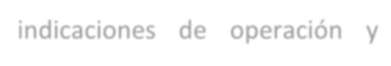 indicaciones de operación y